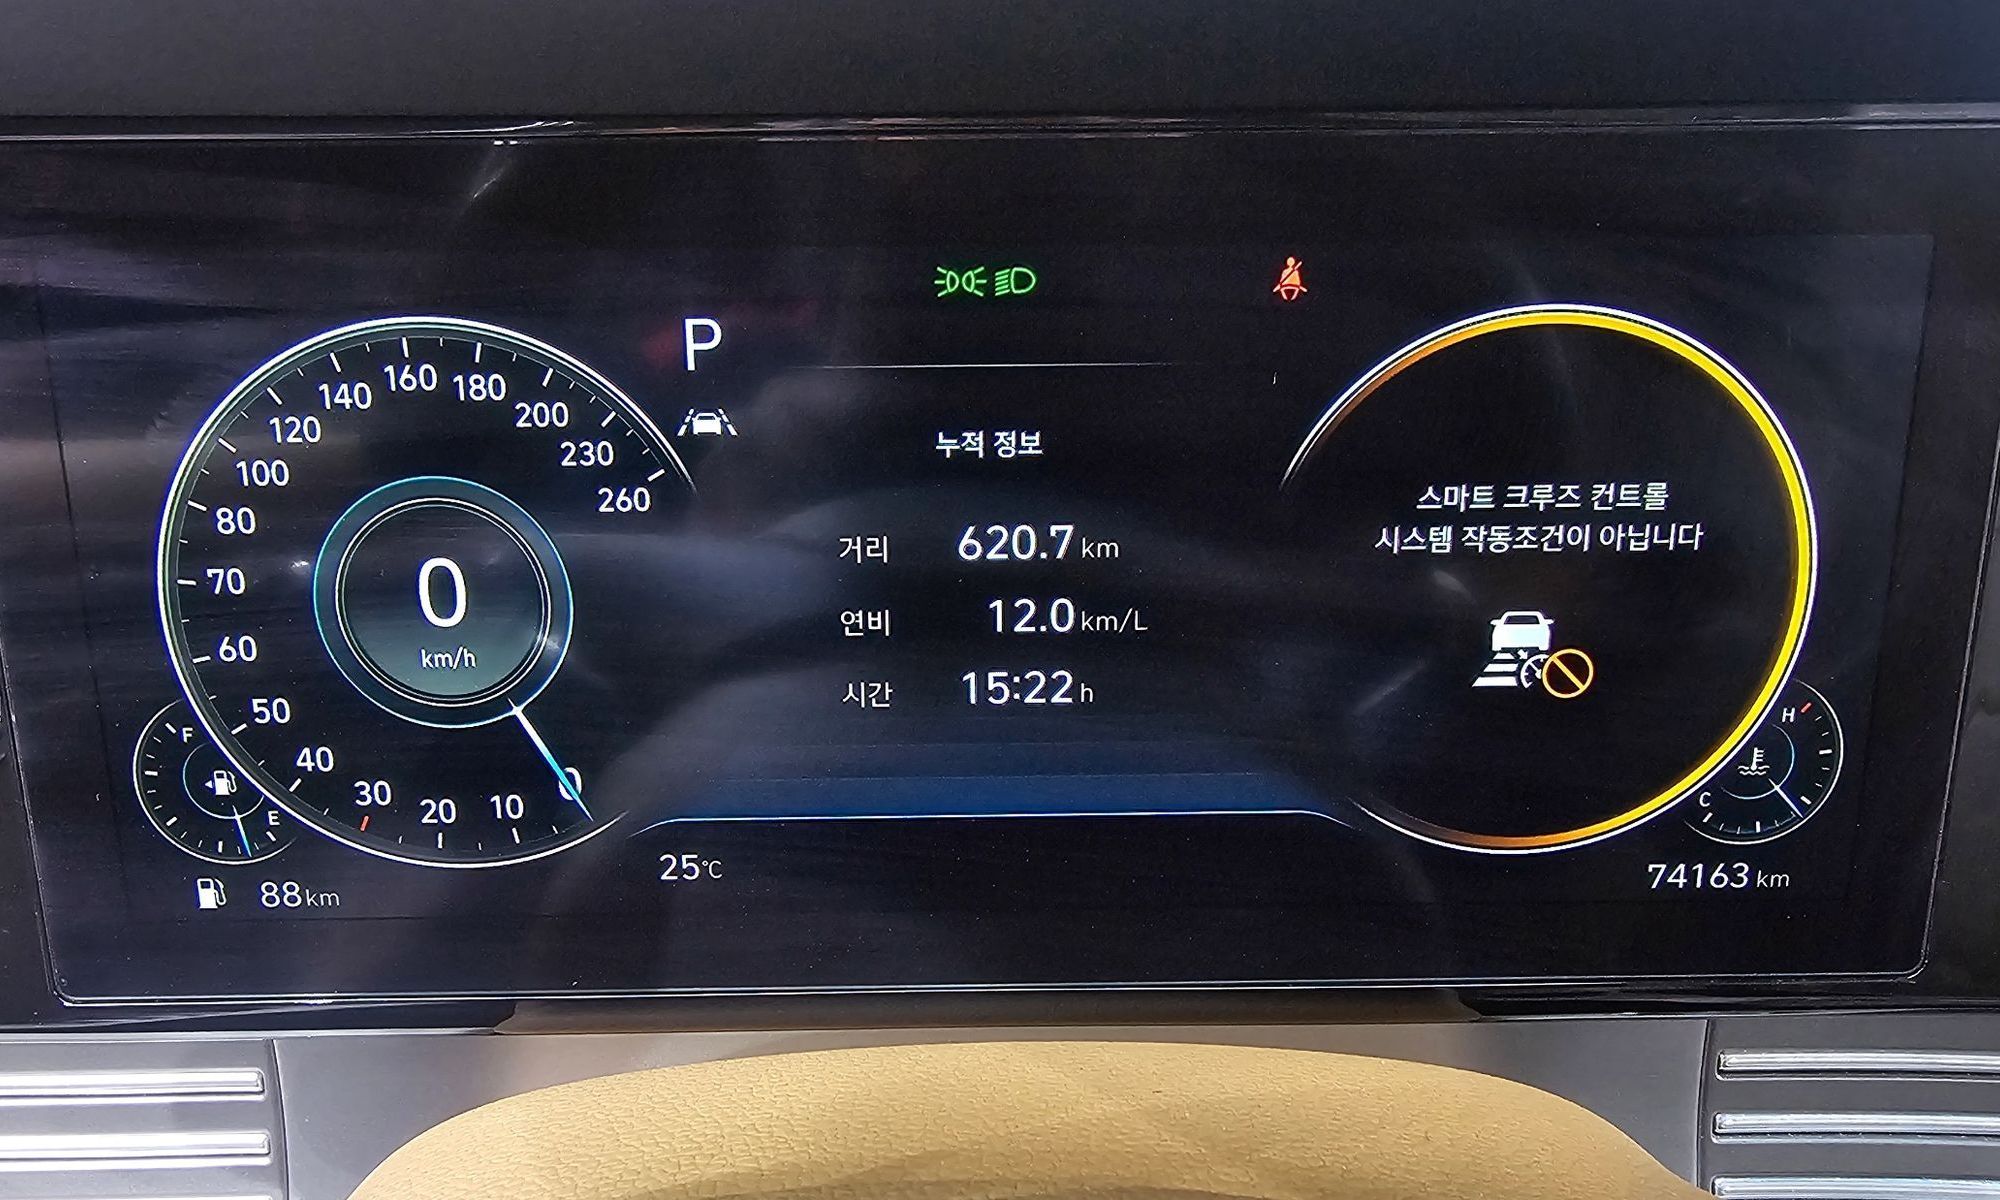 P
260
230
200
180
160
140
120
100
80
70
60
50
40
30
20
10
0
0
km/h
F
E
88 km
누적 정보
거리 620.7 km
연비 12.0 km/L
시간 15:22 h
25℃
스마트 크루즈 컨트롤
시스템 작동조건이 아닙니다
H
C
74163 km